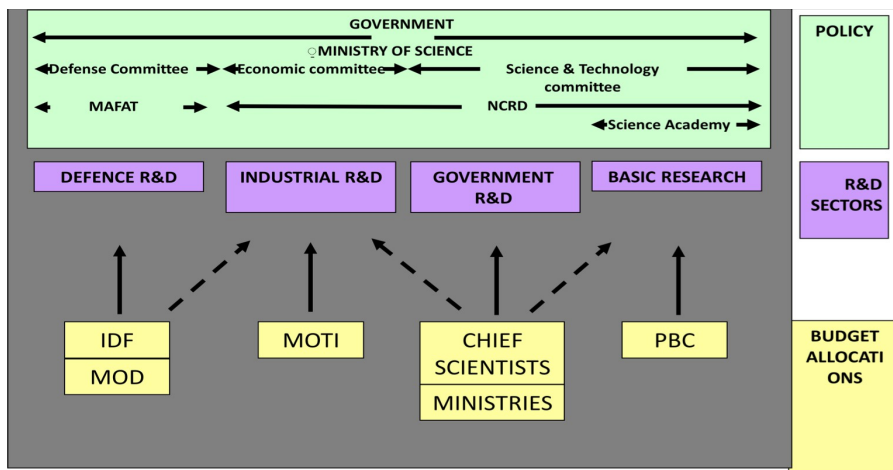 GOVERNMENT
MINISTRY OF SCIENCE
Defense Committee
Economic committee
Science & Technology
committee
MAFAT
NCRD
Science Academy
POLICY
DEFENCE R&D
INDUSTRIAL R&D
GOVERNMENT
R&D
BASIC RESEARCH
R&D
SECTORS
IDF
MOD
MOTI
CHIEF
SCIENTISTS
MINISTRIES
PBC
BUDGET
ALLOCATI
ONS